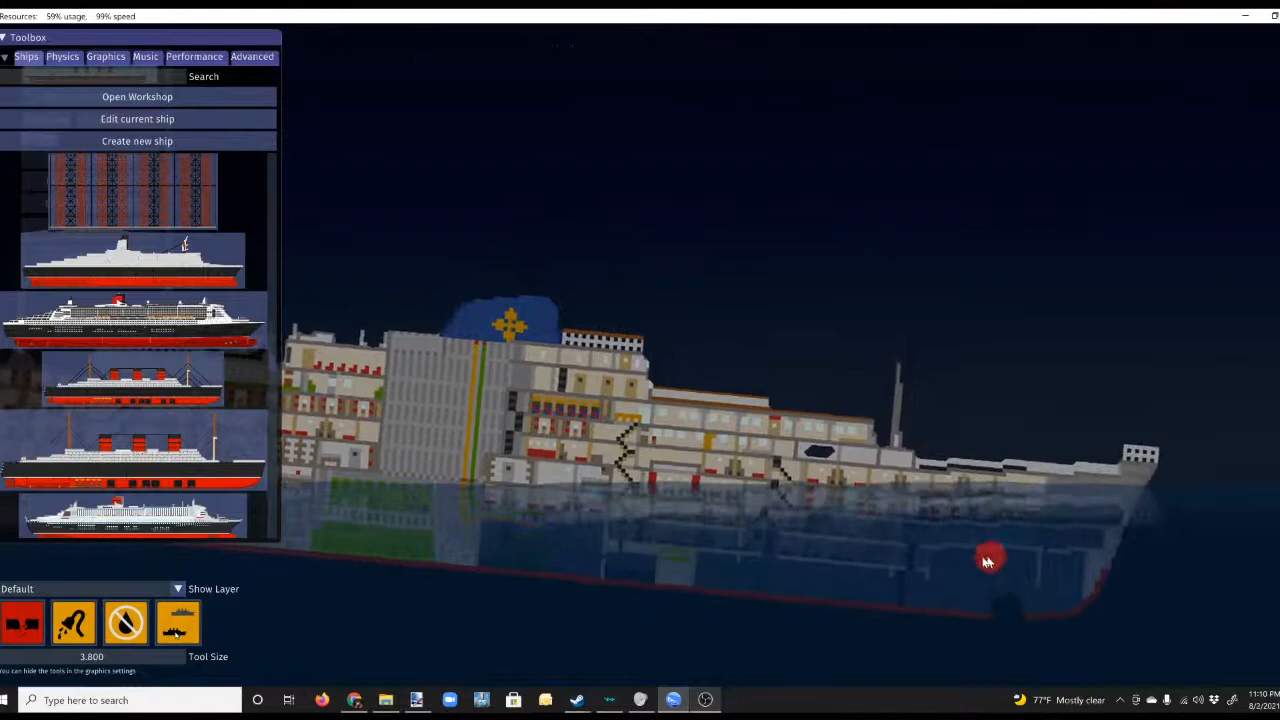 Resources: 59% usage, 99% speed
Toolbox
Ships Physics Graphics Music Performance Advanced
Search
Open Workshop
Edit current ship
Create new ship
Default Show Layer
3.800 Tool Size
You can hide the tools in the graphics settings
Type here to search
77°F Mostly clear
11:10 PM
8/2/2021